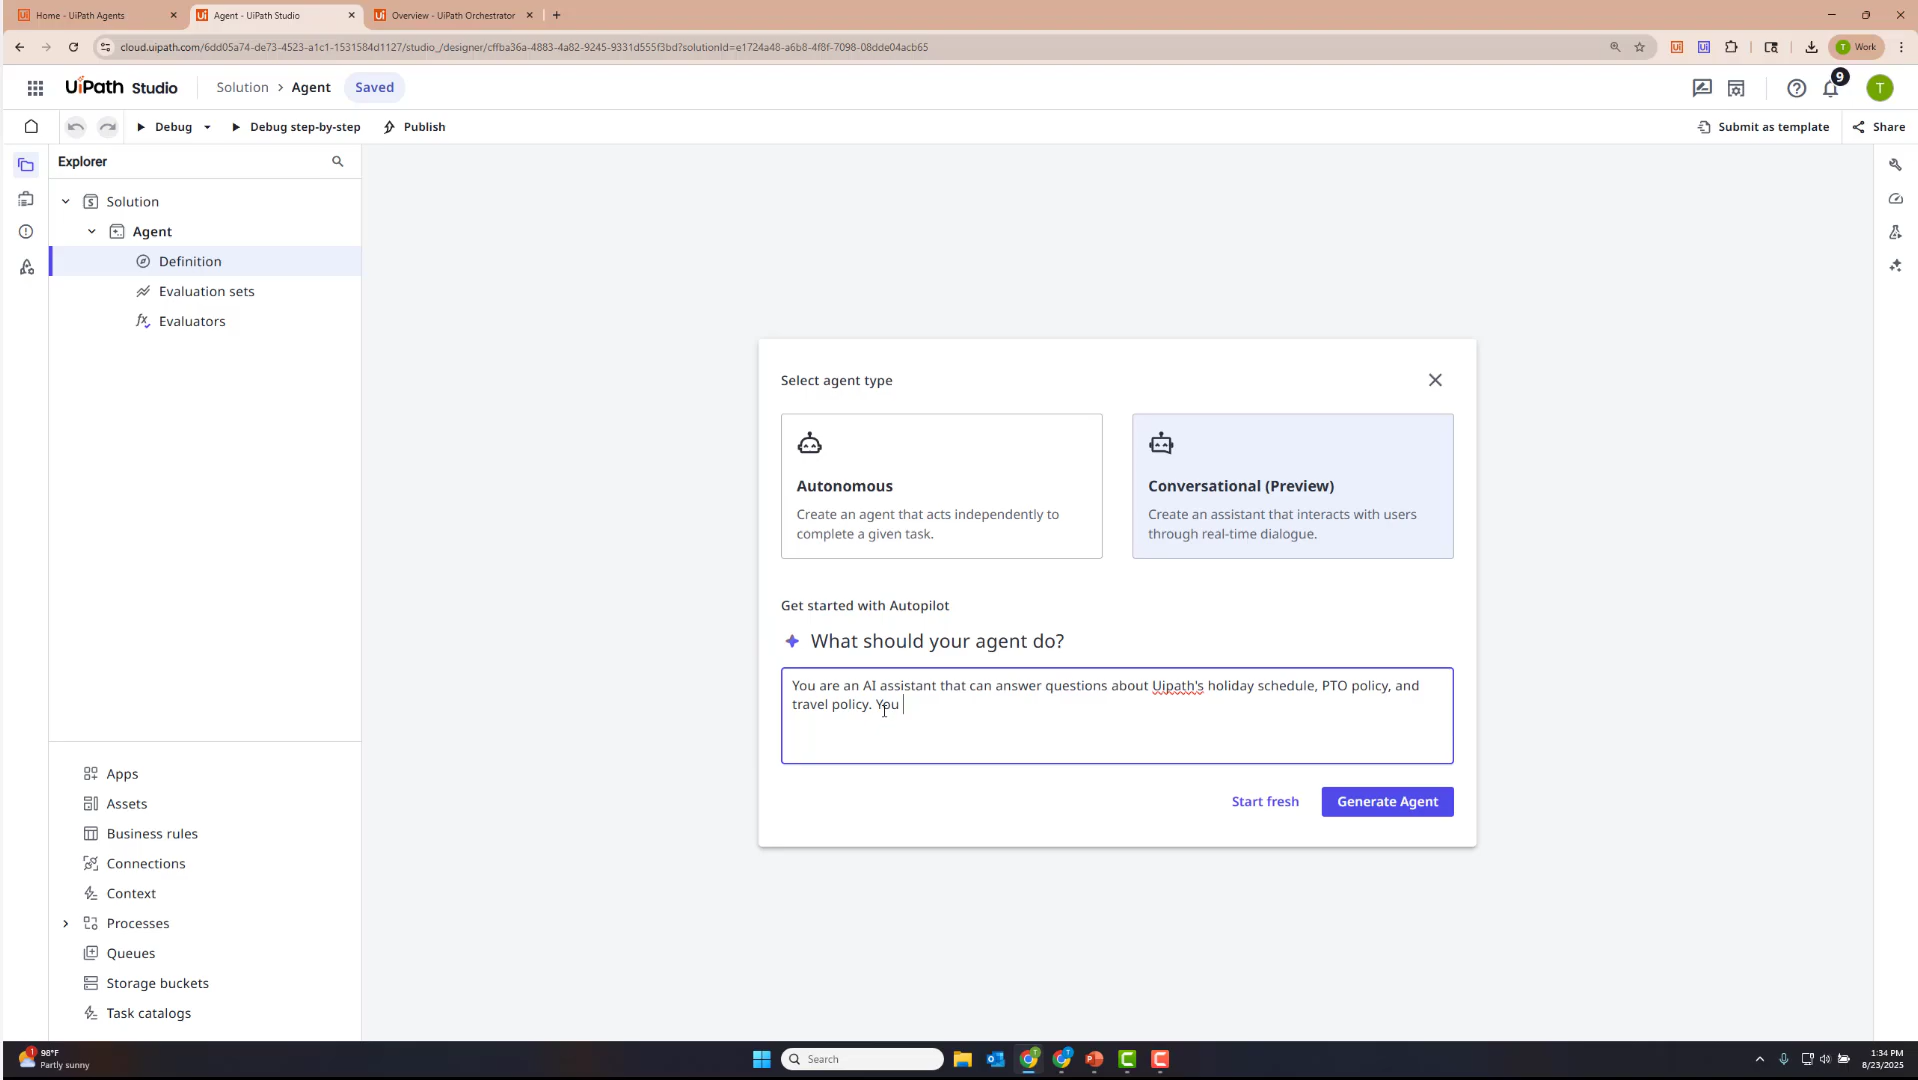 Home - UiPath Agents
Agent - UiPath Studio
Overview - UiPath Orchestrator
cloud.uipath.com/6dd05a74-de73-4523-a1c1-1531584d1127/studio_/designer/cffba36a-4883-4a82-9245-9331d555f3bd?solutionId=e1724a48-a6b8-4f8f-7098-08dde04acb65
Work
UiPath Studio
Solution > Agent
Saved
9
T
Debug
Debug step-by-step
Publish
Submit as template
Share
Explorer
Solution
Agent
Definition
Evaluation sets
Evaluators
Select agent type
Autonomous
Create an agent that acts independently to
complete a given task.
Conversational (Preview)
Create an assistant that interacts with users
through real-time dialogue.
Get started with Autopilot
What should your agent do?
You are an AI assistant that can answer questions about Uipath's holiday schedule, PTO policy, and
travel policy. You
Start fresh
Generate Agent
Apps
Assets
Business rules
Connections
Context
Processes
Queues
Storage buckets
Task catalogs
1
98°F
Partly sunny
Search
1:34 PM
8/23/2025